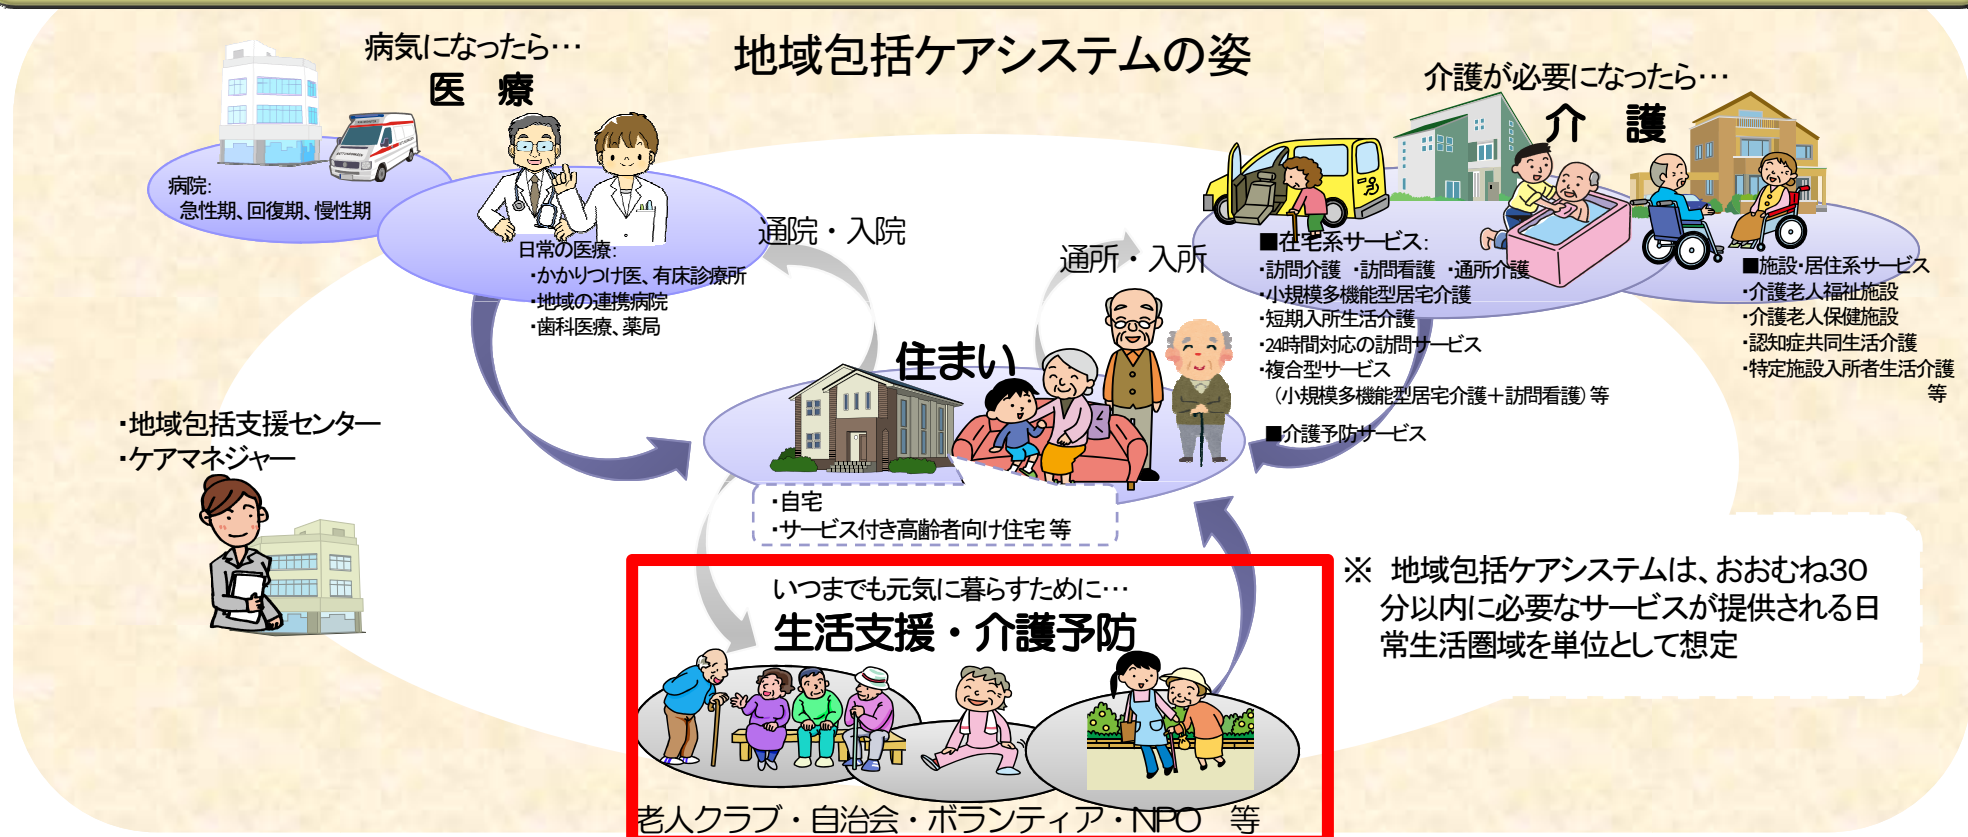 地域包括ケアシステムの姿
病気になったら…
医 療
病院:
急性期、回復期、慢性期
日常の医療:
・かかりつけ医、有床診療所
・地域の連携病院
・歯科医療、薬局
通院・入院
通所・入所
介護が必要になったら…
介 護
■在宅系サービス:
・訪問介護 ・訪問看護 ・通所介護
・小規模多機能型居宅介護
・短期入所生活介護
・24時間対応の訪問サービス
・複合型サービス
(小規模多機能型居宅介護+訪問看護)等
■介護予防サービス
■施設・居住系サービス
・介護老人福祉施設
・介護老人保健施設
・認知症共同生活介護
・特定施設入所者生活介護
等
住まい
・自宅
・サービス付き高齢者向け住宅 等
・地域包括支援センター
・ケアマネジャー
いつまでも元気に暮らすために…
生活支援・介護予防
老人クラブ・自治会・ボランティア・NPO 等
※ 地域包括ケアシステムは、おおむね30
分以内に必要なサービスが提供される日
常生活圏域を単位として想定